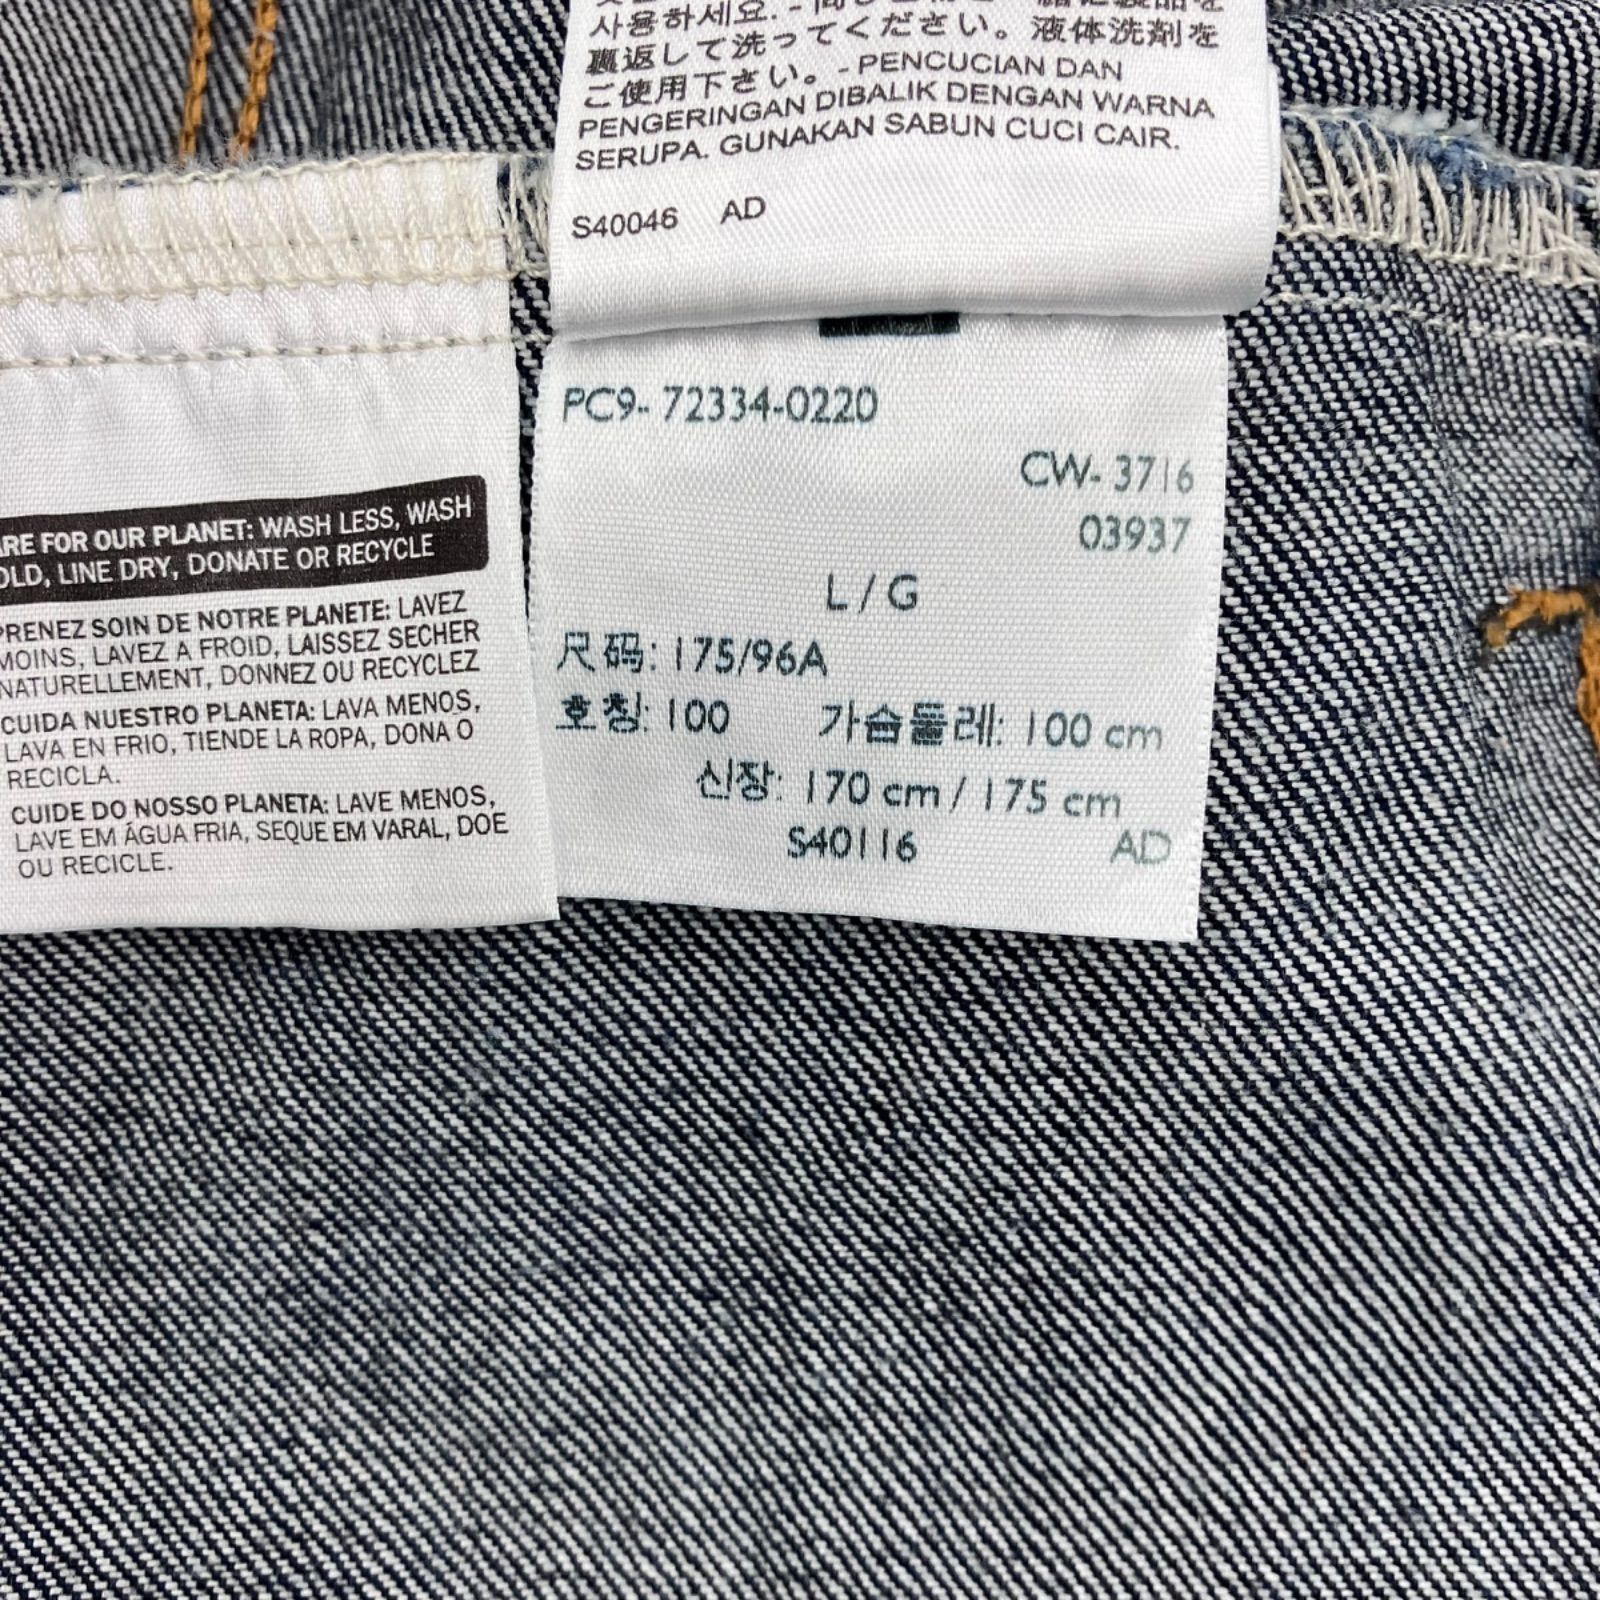 사용하세요. - 同じ
裏返して洗ってください。液体洗剤を
ご使用下さい。 - PENCUCIAN DAN
PENGERINGAN DIBALIK DENGAN WARNA
SERUPA. GUNAKAN SABUN CUCI CAIR.
S40046 AD
ARE FOR OUR PLANET: WASH LESS, WASH
OLD, LINE DRY, DONATE OR RECYCLE
PRENEZ SOIN DE NOTRE PLANETE: LAVEZ
MOINS, LAVEZ A FROID, LAISSEZ SECHER
NATURELLEMENT, DONNEZ OU RECYCLEZ
CUIDA NUESTRO PLANETA: LAVA MENOS,
LAVA EN FRIO, TIENDE LA ROPA, DONA O
RECICLA.
CUIDE DO NOSSO PLANETA: LAVE MENOS,
LAVE EM ÁGUA FRIA, SEQUE EM VARAL, DOE
OU RECICLE.
PC9- 72334-0220
CW- 3716
03937
L / G
尺码: 175/96A
호칭: 100 가슴둘레: 100 cm
신장: 170 cm / 175 cm
S40116 AD